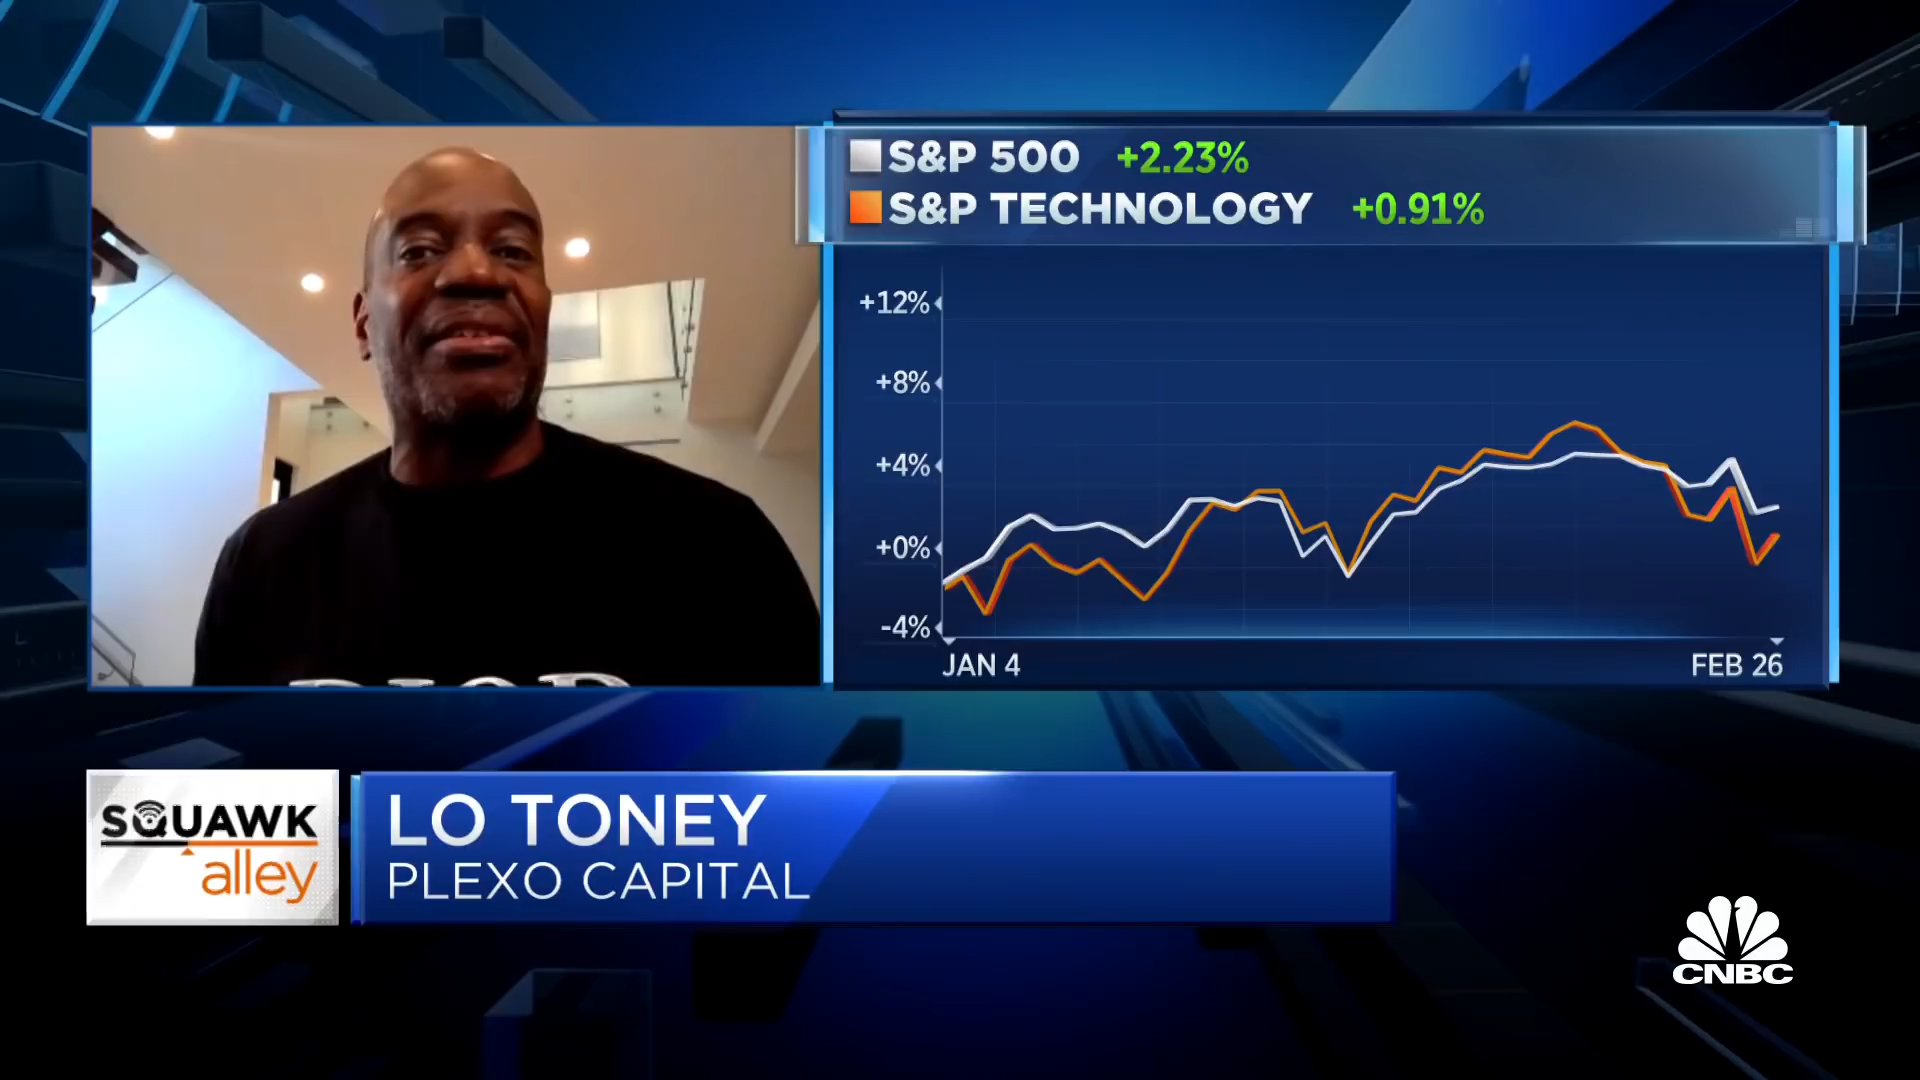 S&P 500 +2.23%
S&P TECHNOLOGY +0.91%
+12%
+8%
+4%
+0%
-4%
JAN 4
FEB 26
SQUAWK
alley
LO TONEY
PLEXO CAPITAL
CNBC